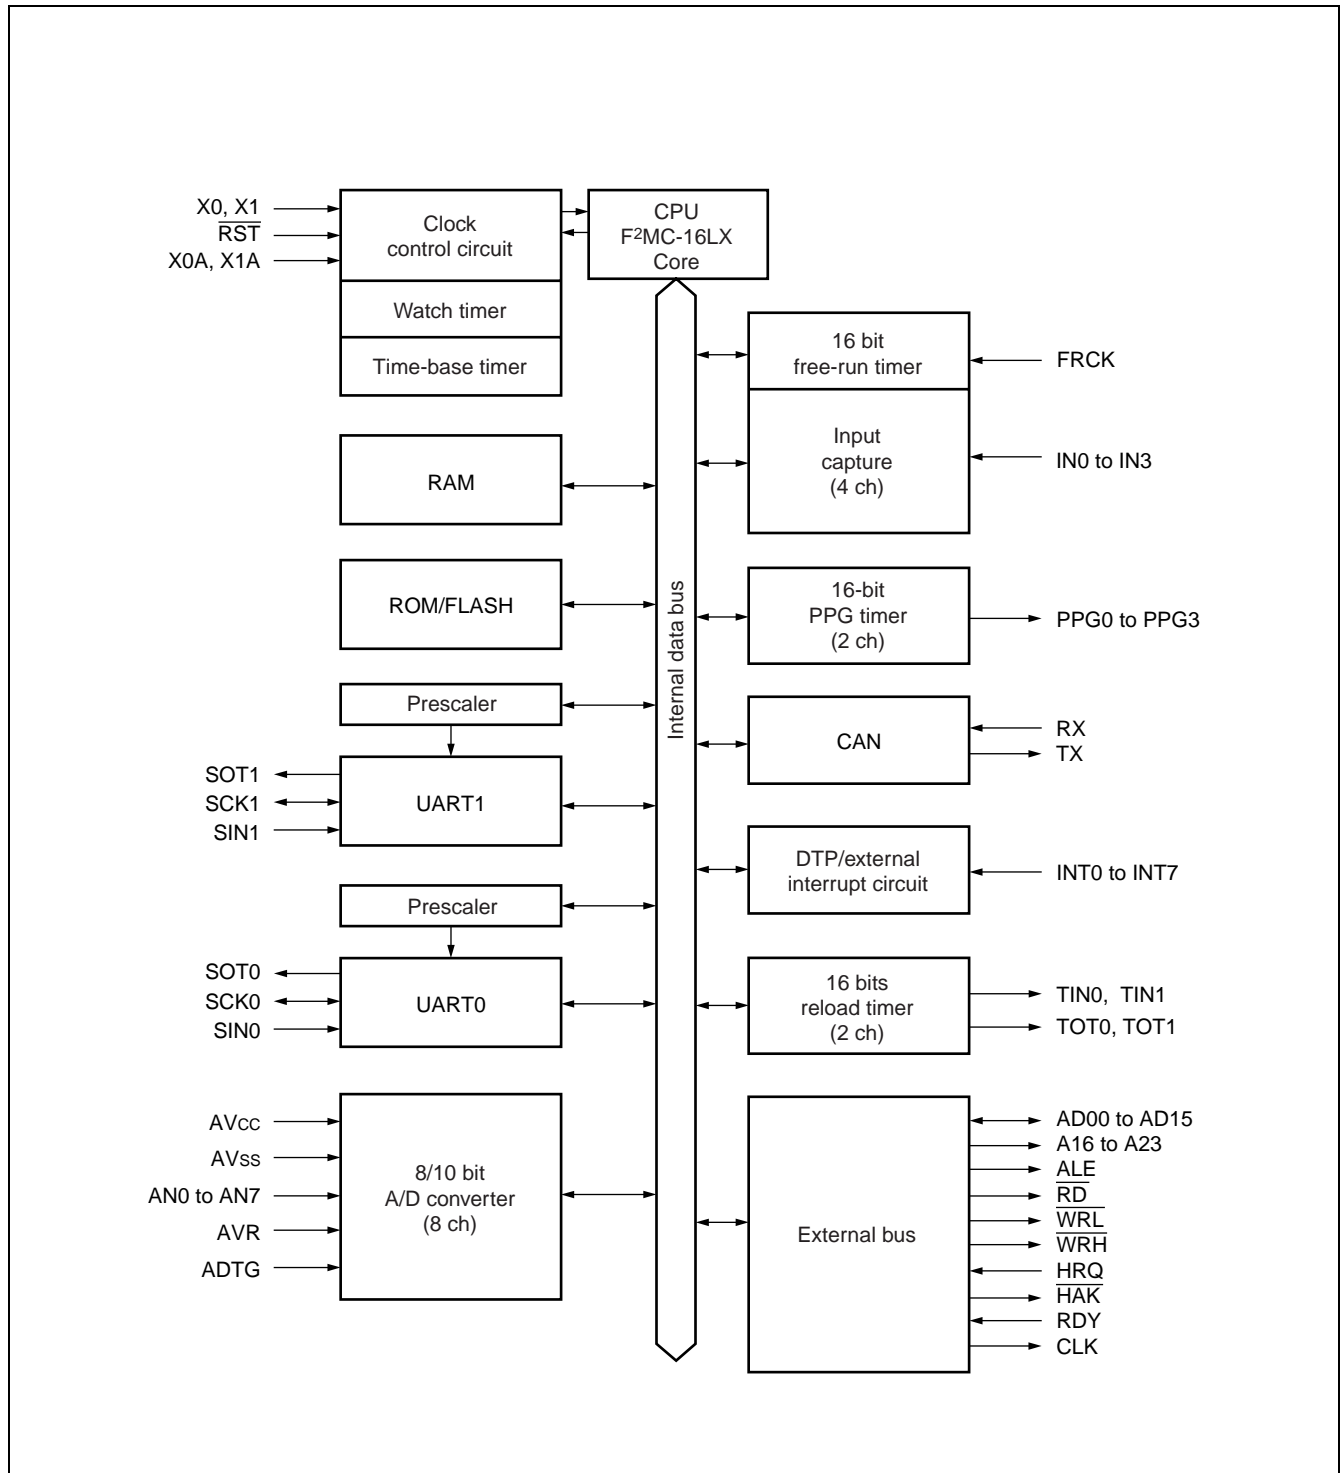 X0, X1
RST
X0A, X1A
Clock
control circuit
Watch timer
Time-base timer
CPU
F²MC-16LX
Core
RAM
ROM/FLASH
Prescaler
SOT1
SCK1
SIN1
UART1
Prescaler
SOT0
SCK0
SIN0
UART0
AVcc
AVss
AN0 to AN7
AVR
ADTG
8/10 bit
A/D converter
(8 ch)
Internal data bus
16 bit
free-run timer
FRCK
Input
capture
(4 ch)
IN0 to IN3
16-bit
PPG timer
(2 ch)
PPG0 to PPG3
CAN
RX
TX
DTP/external
interrupt circuit
INT0 to INT7
16 bits
reload timer
(2 ch)
TIN0, TIN1
TOT0, TOT1
External bus
AD00 to AD15
A16 to A23
ALE
RD
WRL
WRH
HRQ
HAK
RDY
CLK